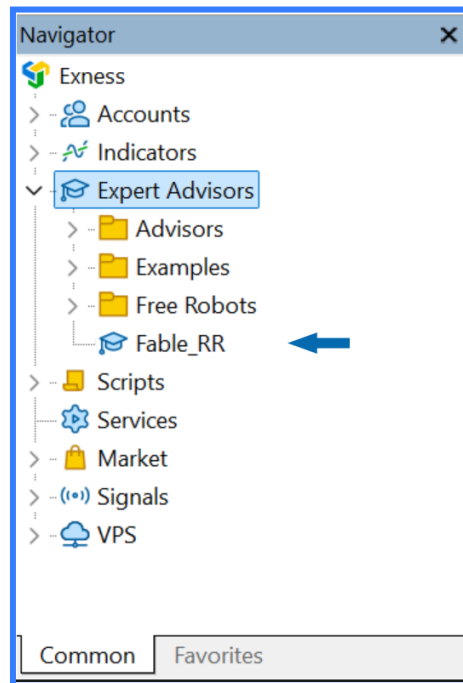 Navigator
Exness
Accounts
Indicators
Expert Advisors
Advisors
Examples
Free Robots
Fable_RR
Scripts
Services
Market
Signals
VPS
Common Favorites